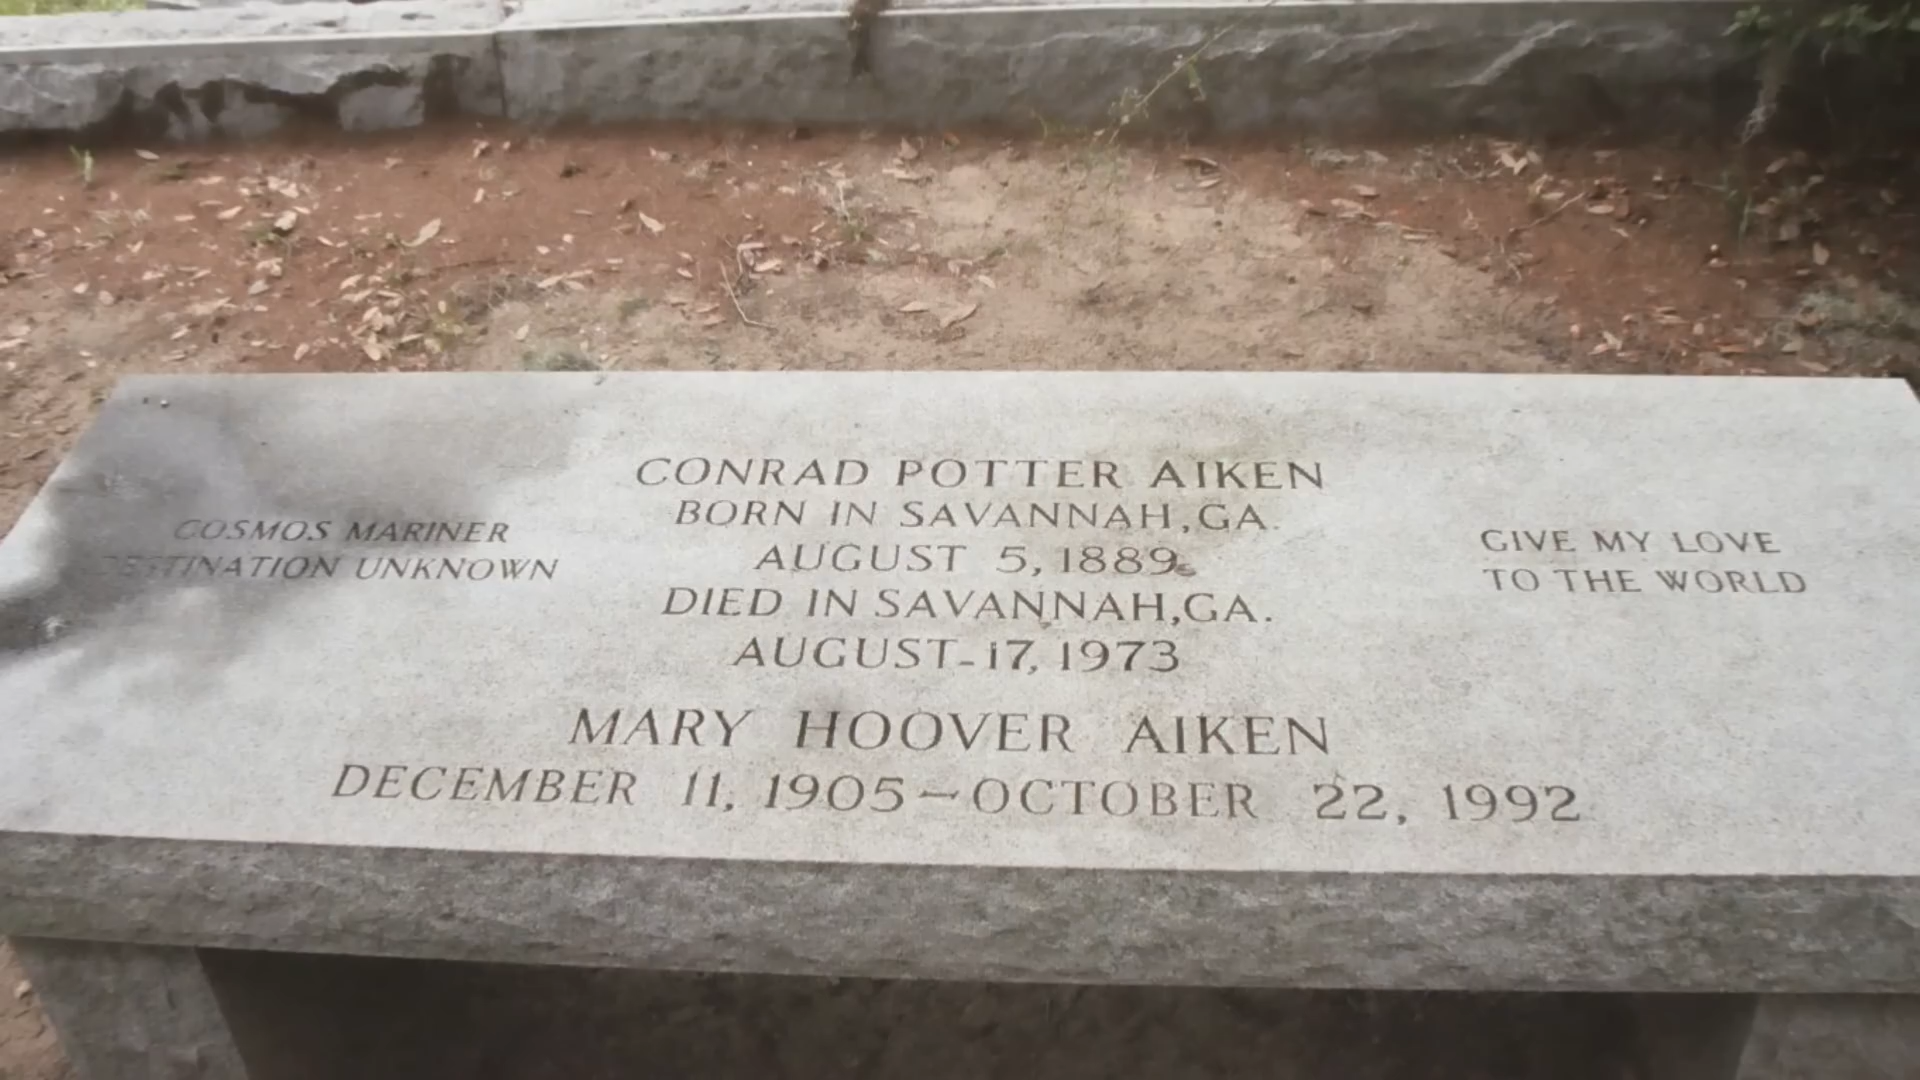 CONRAD POTTER AIKEN
BORN IN SAVANNAH, GA.
AUGUST 5, 1889
DIED IN SAVANNAH, GA.
AUGUST 17, 1973
COSMOS MARINER
DESTINATION UNKNOWN
GIVE MY LOVE
TO THE WORLD
MARY HOOVER AIKEN
DECEMBER 11, 1905 — OCTOBER 22, 1992